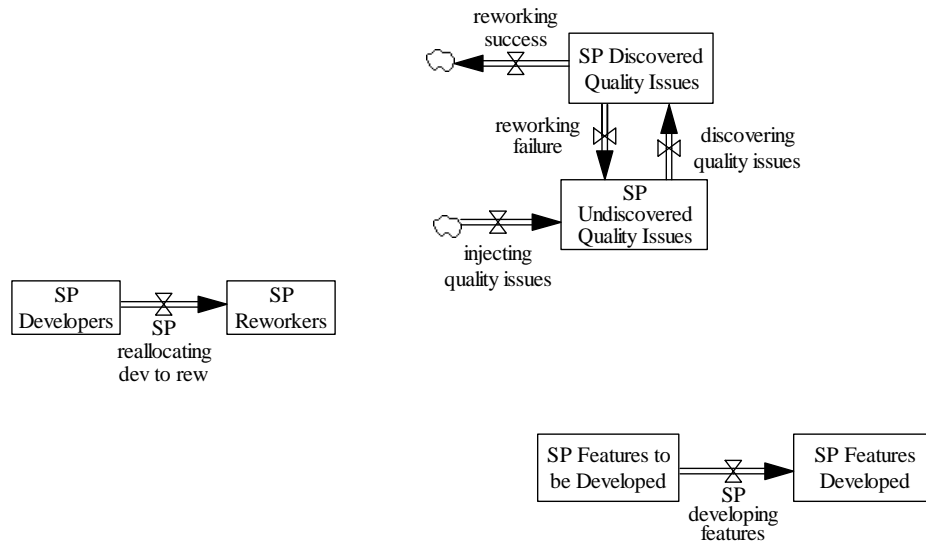 reworking
success
SP Discovered
Quality Issues
reworking
failure
discovering
quality issues
SP
Undiscovered
Quality Issues
injecting
quality issues
SP
Developers
SP
reallocating
dev to rew
SP
Reworkers
SP Features to
be Developed
SP
developing
features
SP Features
Developed